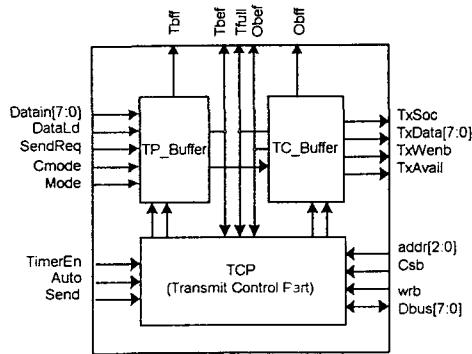 Tbff
Tbef
Tfull
Obef
Obff
Datain[7:0]
DataLd
SendReq
Cmode
Mode
TP_Buffer
TC_Buffer
TxSoc
TxData[7:0]
TxWenb
TxAvail
TimerEn
Auto
Send
TCP
(Transmit Control Part)
addr[2:0]
Csb
wrb
Dbus[7:0]